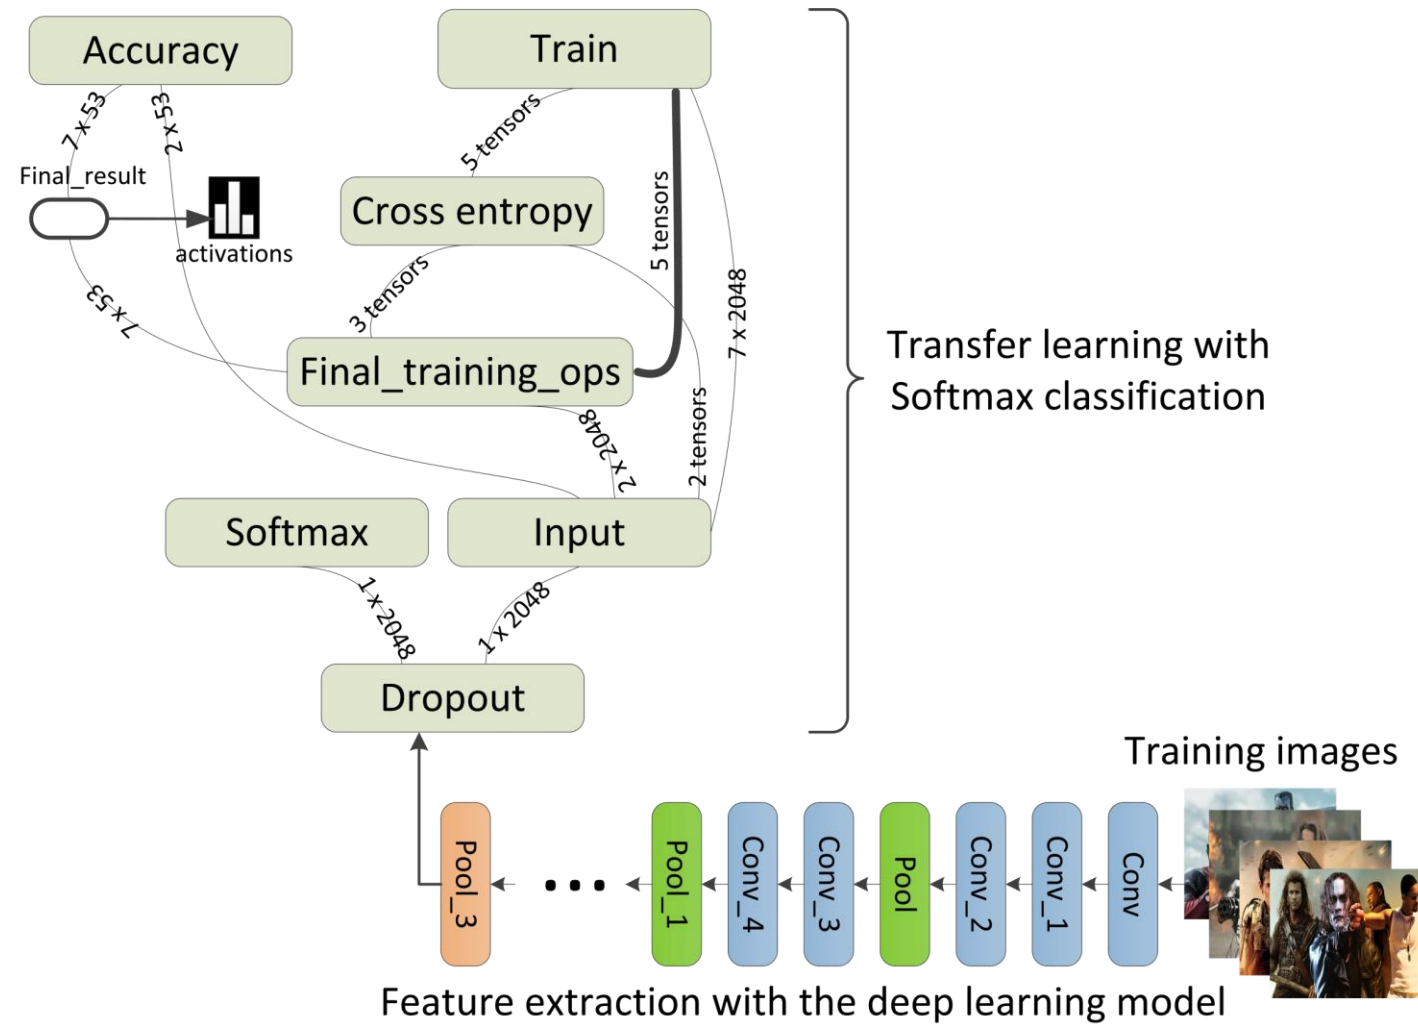 Accuracy
Train
7 x 53
2 x 53
5 tensors
Final_result
activations
Cross entropy
5 tensors
7 x 2048
3 tensors
7 x 53
Final_training_ops
Transfer learning with
Softmax classification
2 x 2048
2 tensors
Softmax
Input
1 x 2048
1 x 2048
Dropout
Training images
Pool_3
...
Pool_1
Conv_4
Conv_3
Pool
Conv_2
Conv_1
Conv
Feature extraction with the deep learning model